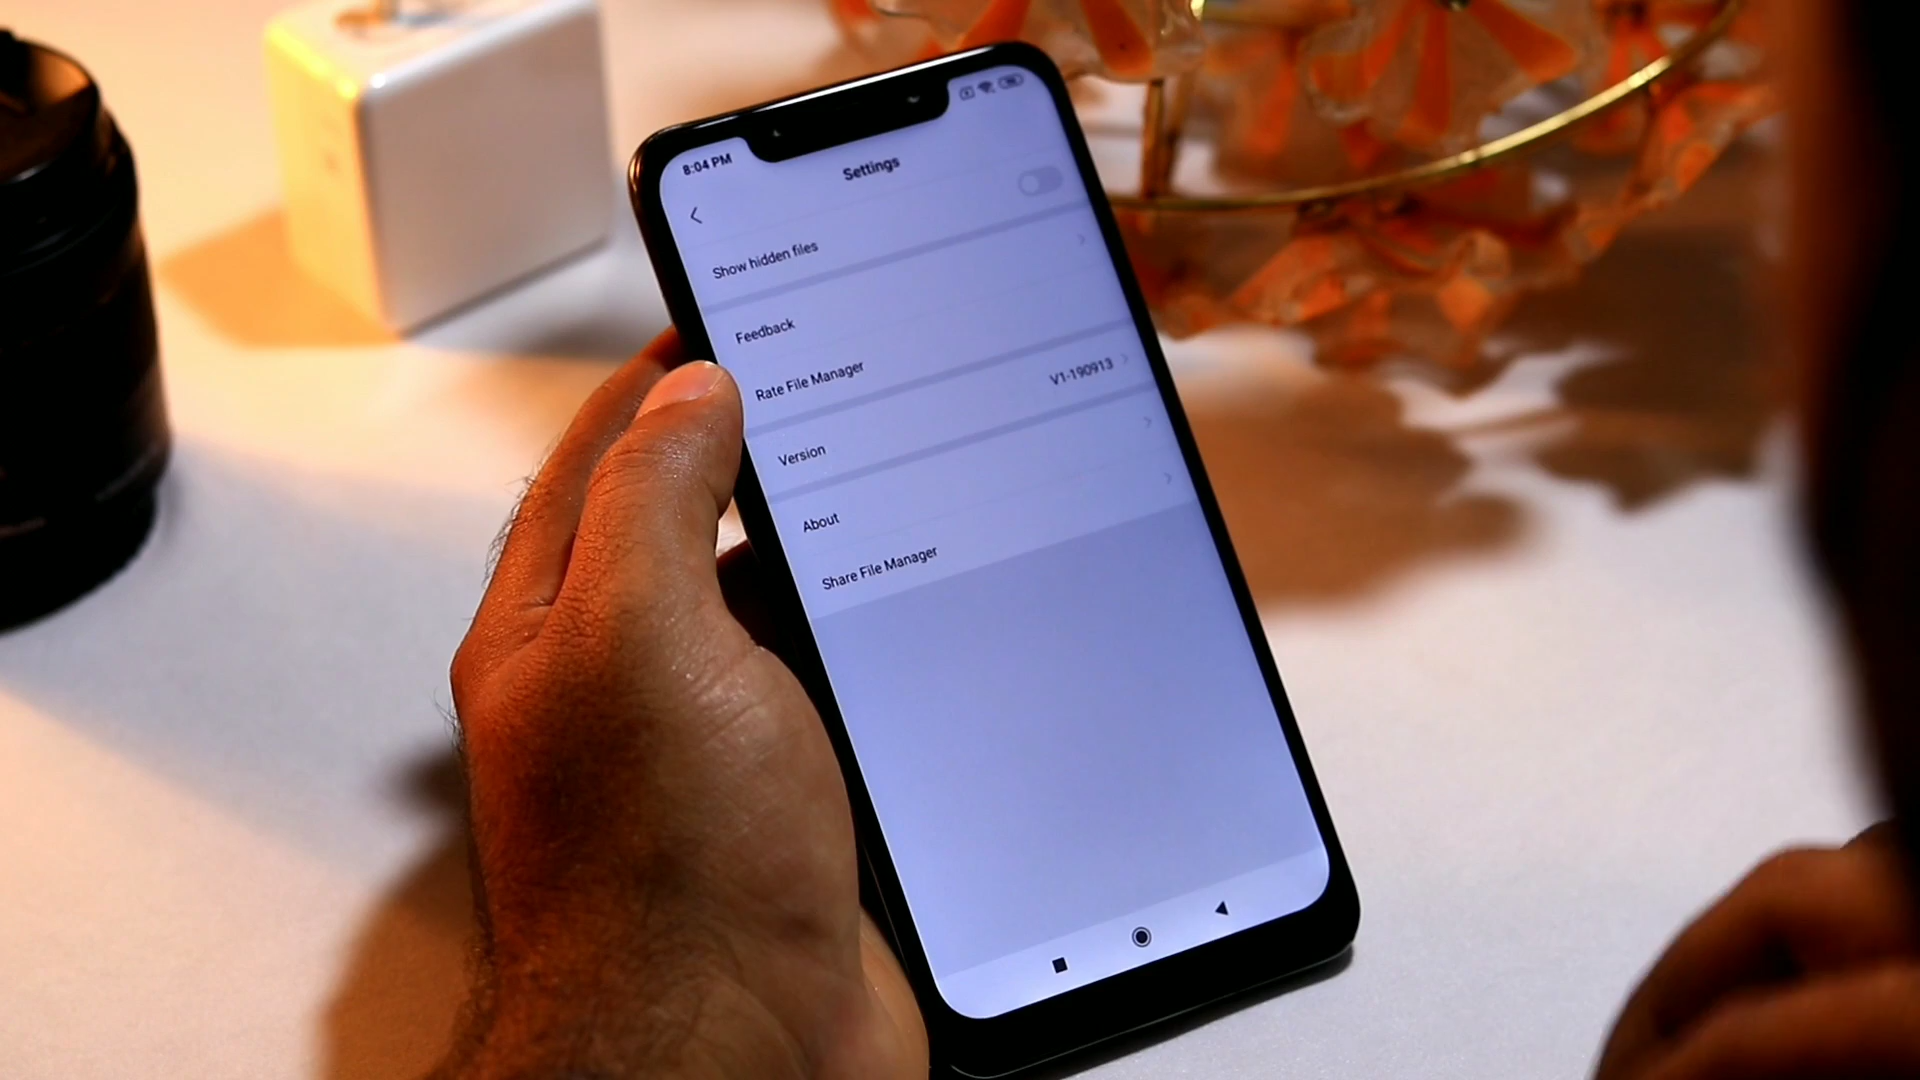 8:04 PM
Settings
Show hidden files
Feedback
Rate File Manager
Version V1-190913
About
Share File Manager